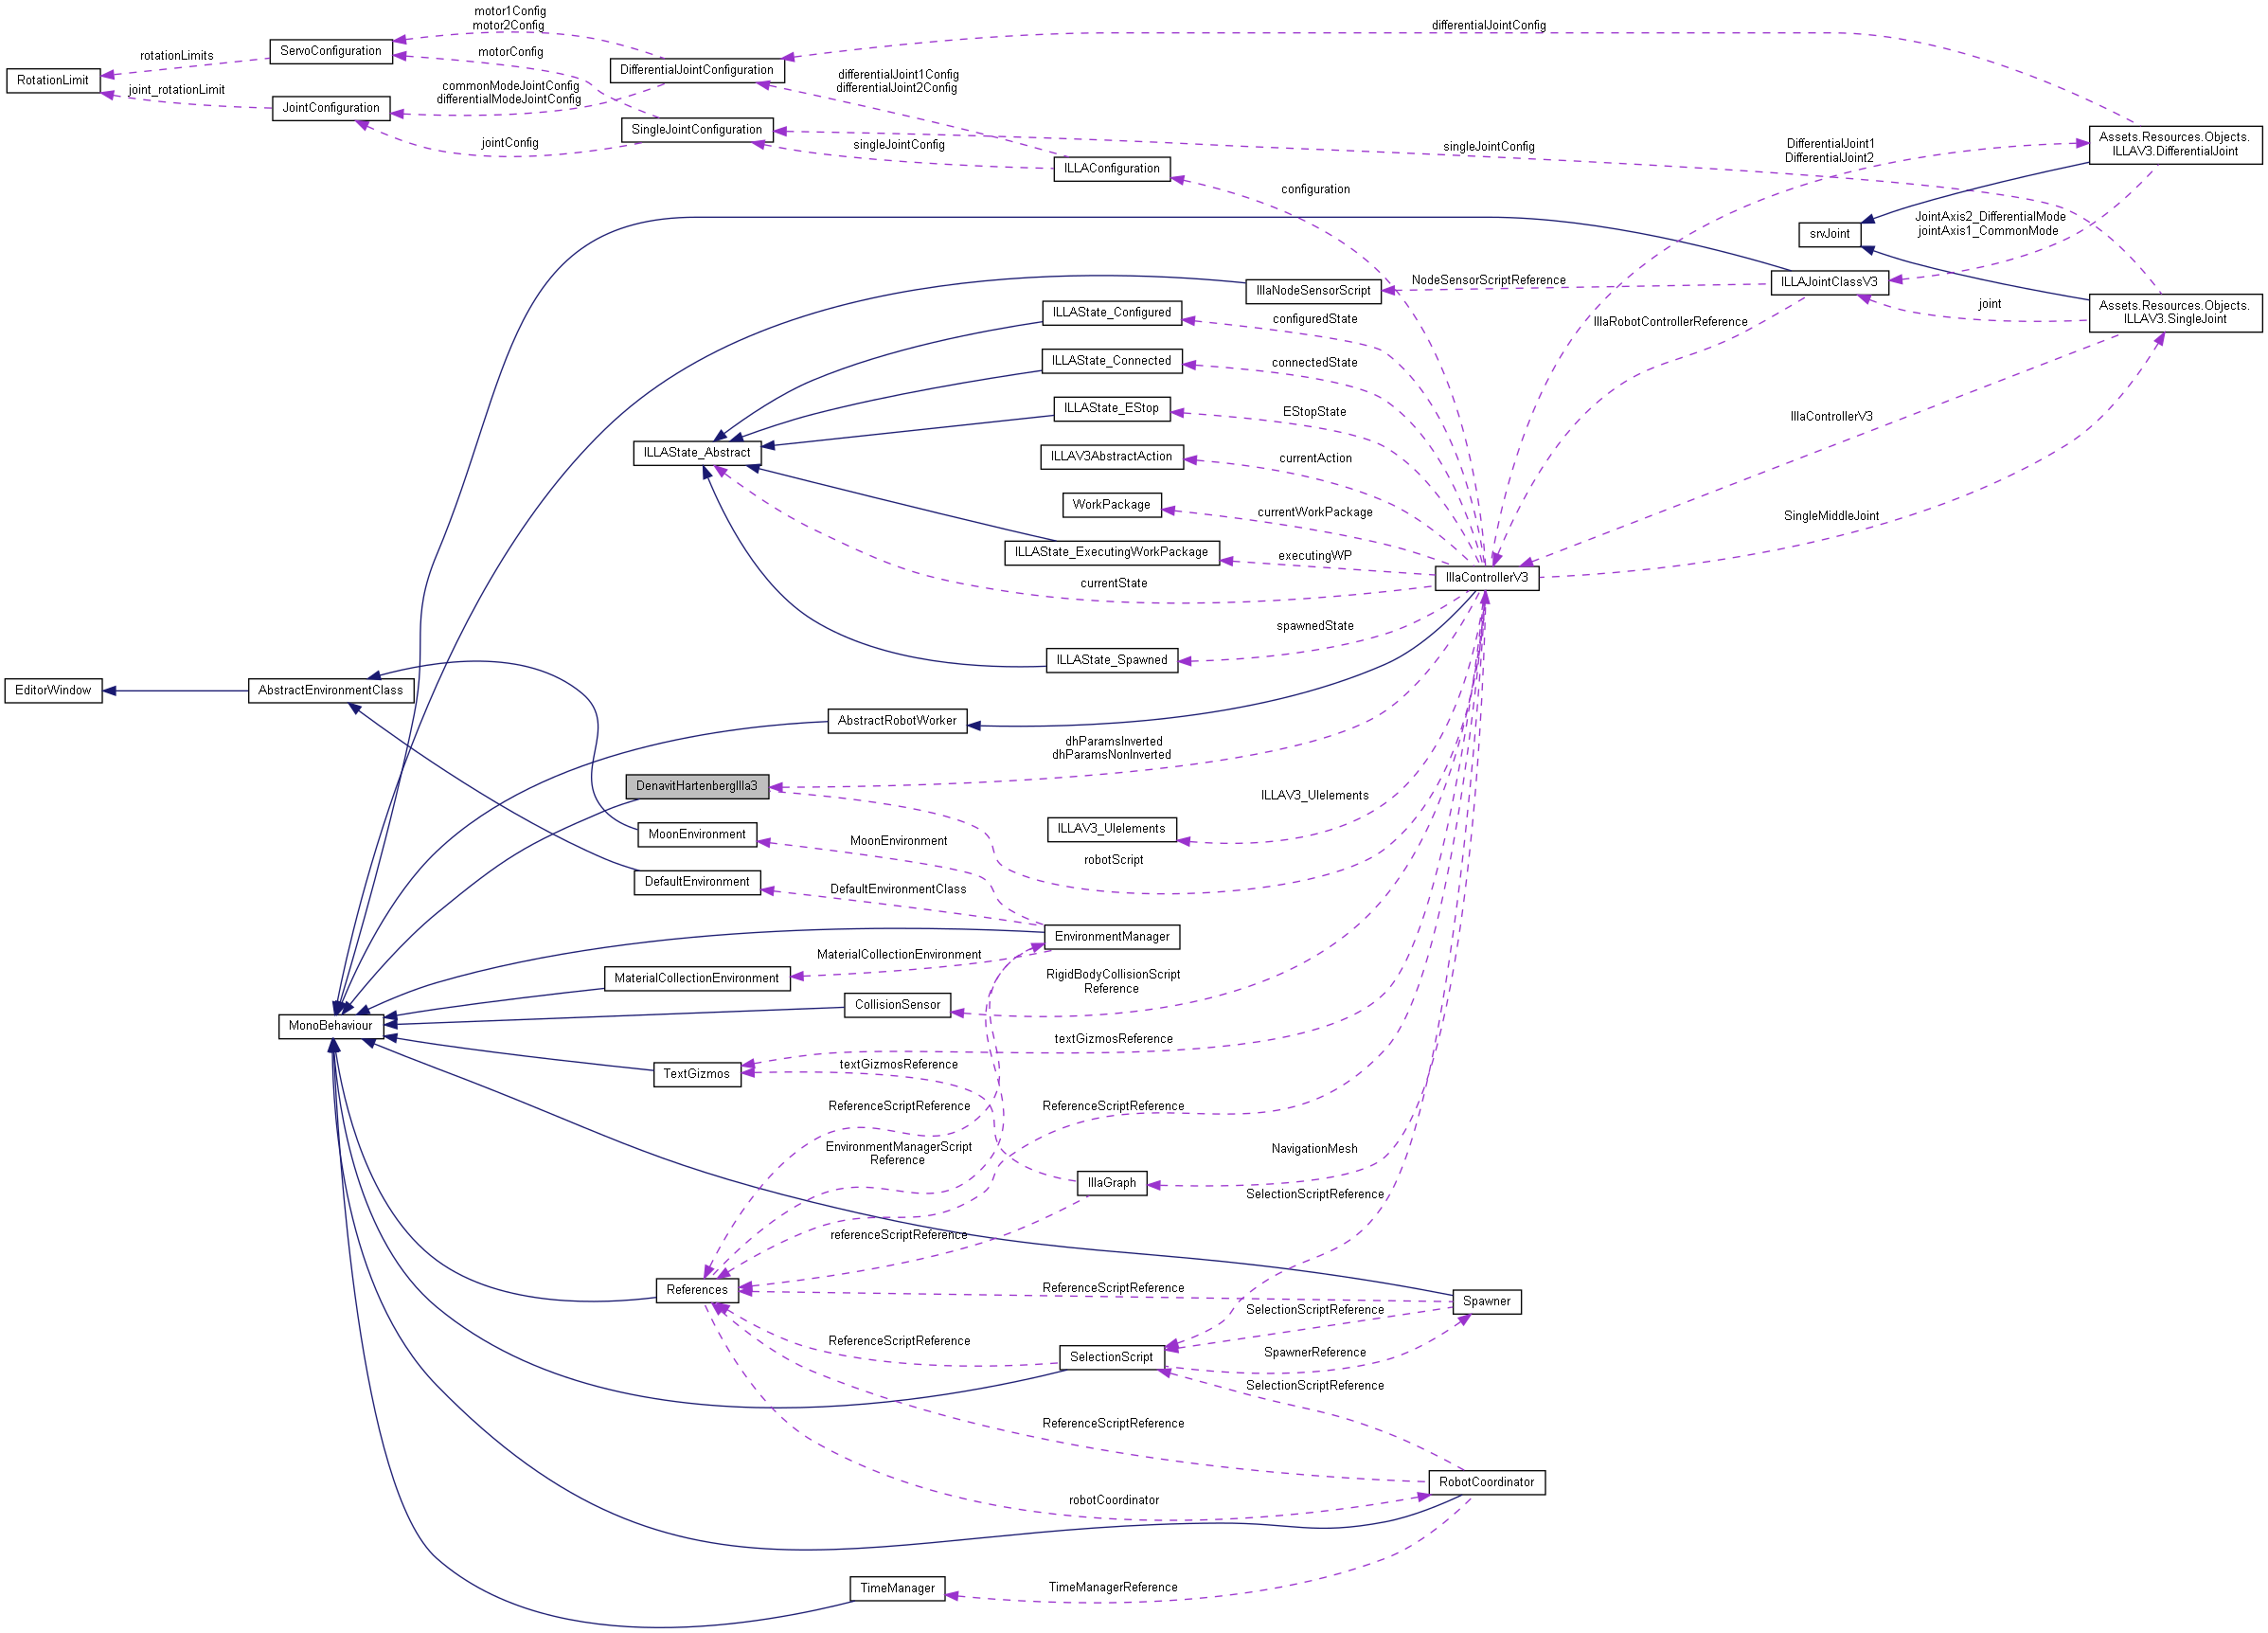 motor1Config
motor2Config
differentialJointConfig
ServoConfiguration
rotationLimits
motorConfig
RotationLimit
DifferentialJointConfiguration
differentialJoint1Config
differentialJoint2Config
joint_rotationLimit
commonModeJointConfig
differentialModeJointConfig
JointConfiguration
SingleJointConfiguration
jointConfig
singleJointConfig
ILLAConfiguration
singleJointConfig
DifferentialJoint1
DifferentialJoint2
Assets.Resources.Objects.
ILLAV3.DifferentialJoint
configuration
srvJoint
JointAxis2_DifferentialMode
jointAxis1_CommonMode
IllaNodeSensorScript
NodeSensorScriptReference
ILLAJointClassV3
joint
Assets.Resources.Objects.
ILLAV3.SingleJoint
ILLAState_Configured
configuredState
IllaRobotControllerReference
ILLAState_Connected
connectedState
ILLAState_EStop
EStopState
IllaControllerV3
ILLAState_Abstract
ILLAV3AbstractAction
currentAction
WorkPackage
currentWorkPackage
SingleMiddleJoint
ILLAState_ExecutingWorkPackage
executingWP
currentState
IllaControllerV3
spawnedState
ILLAState_Spawned
EditorWindow
AbstractEnvironmentClass
AbstractRobotWorker
dhParamsInverted
dhParamsNonInverted
DenavitHartenbergIlla3
ILLAV3_UIelements
ILLAV3_UIelements
MoonEnvironment
MoonEnvironment
robotScript
DefaultEnvironment
DefaultEnvironmentClass
EnvironmentManager
MaterialCollectionEnvironment
MaterialCollectionEnvironment
RigidBodyCollisionScript
Reference
CollisionSensor
MonoBehaviour
textGizmosReference
TextGizmos
textGizmosReference
ReferenceScriptReference
ReferenceScriptReference
EnvironmentManagerScript
Reference
NavigationMesh
IllaGraph
SelectionScriptReference
referenceScriptReference
References
ReferenceScriptReference
Spawner
SelectionScriptReference
ReferenceScriptReference
SelectionScript
SpawnerReference
SelectionScriptReference
ReferenceScriptReference
RobotCoordinator
robotCoordinator
TimeManager
TimeManagerReference